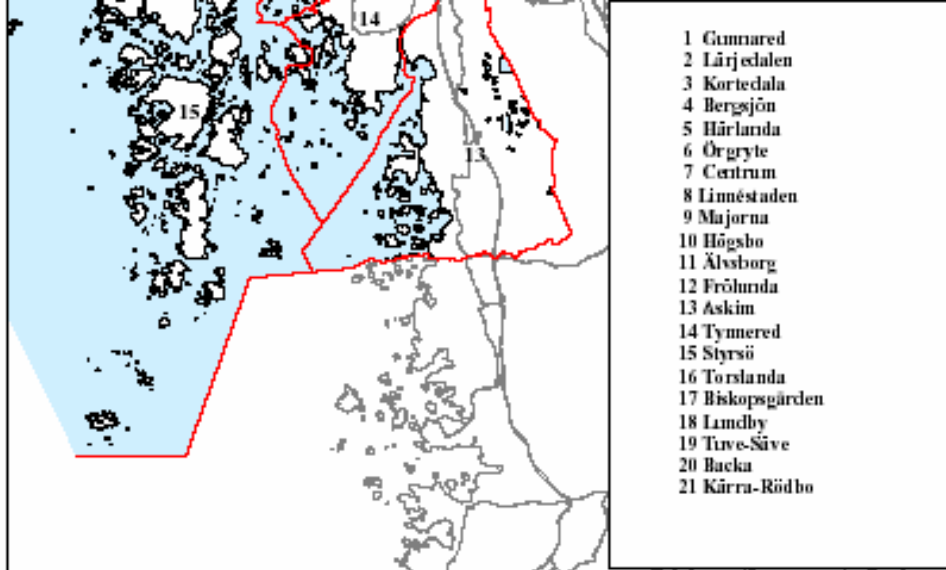 14
15
13
1 Gunnared
2 Lärjedalen
3 Kortedala
4 Bergsjön
5 Härlanda
6 Örgryte
7 Centrum
8 Linnéstaden
9 Majorna
10 Högsbo
11 Älvsborg
12 Frölunda
13 Askim
14 Tynnered
15 Styrsö
16 Torslanda
17 Biskopsgården
18 Lundby
19 Tuve-Säve
20 Backa
21 Kärra-Rödbo